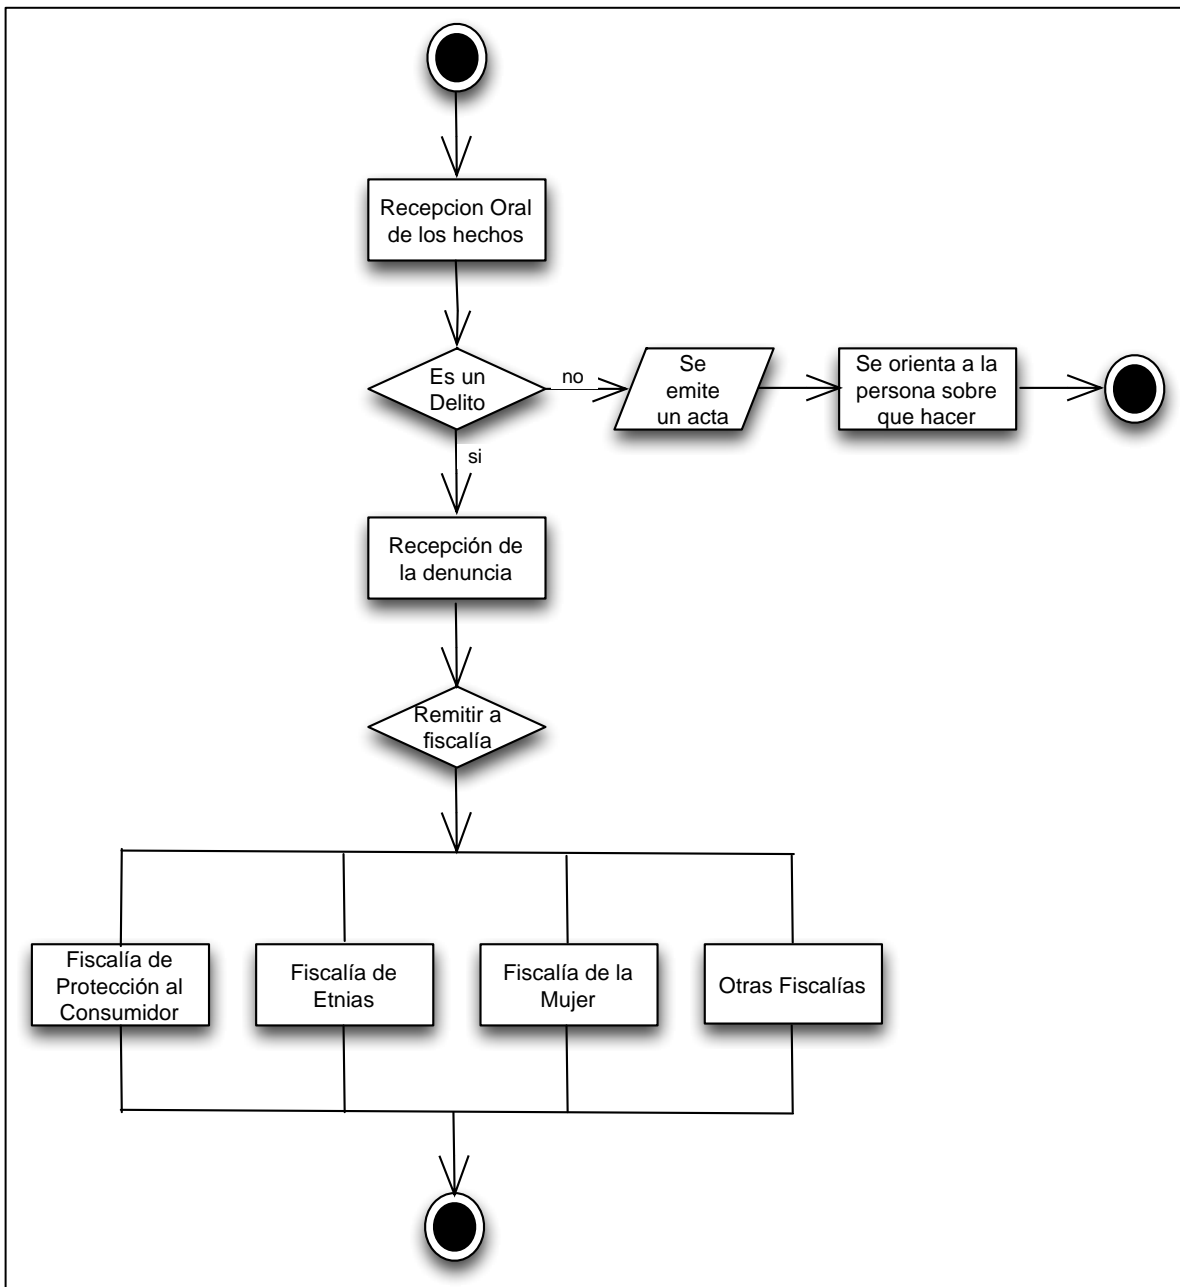 Recepcion Oral
de los hechos
Es un
Delito
no
Se
emite
un acta
Se orienta a la
persona sobre
que hacer
si
Recepción de
la denuncia
Remitir a
fiscalía
Fiscalía de
Protección al
Consumidor
Fiscalía de
Etnias
Fiscalía de la
Mujer
Otras Fiscalías